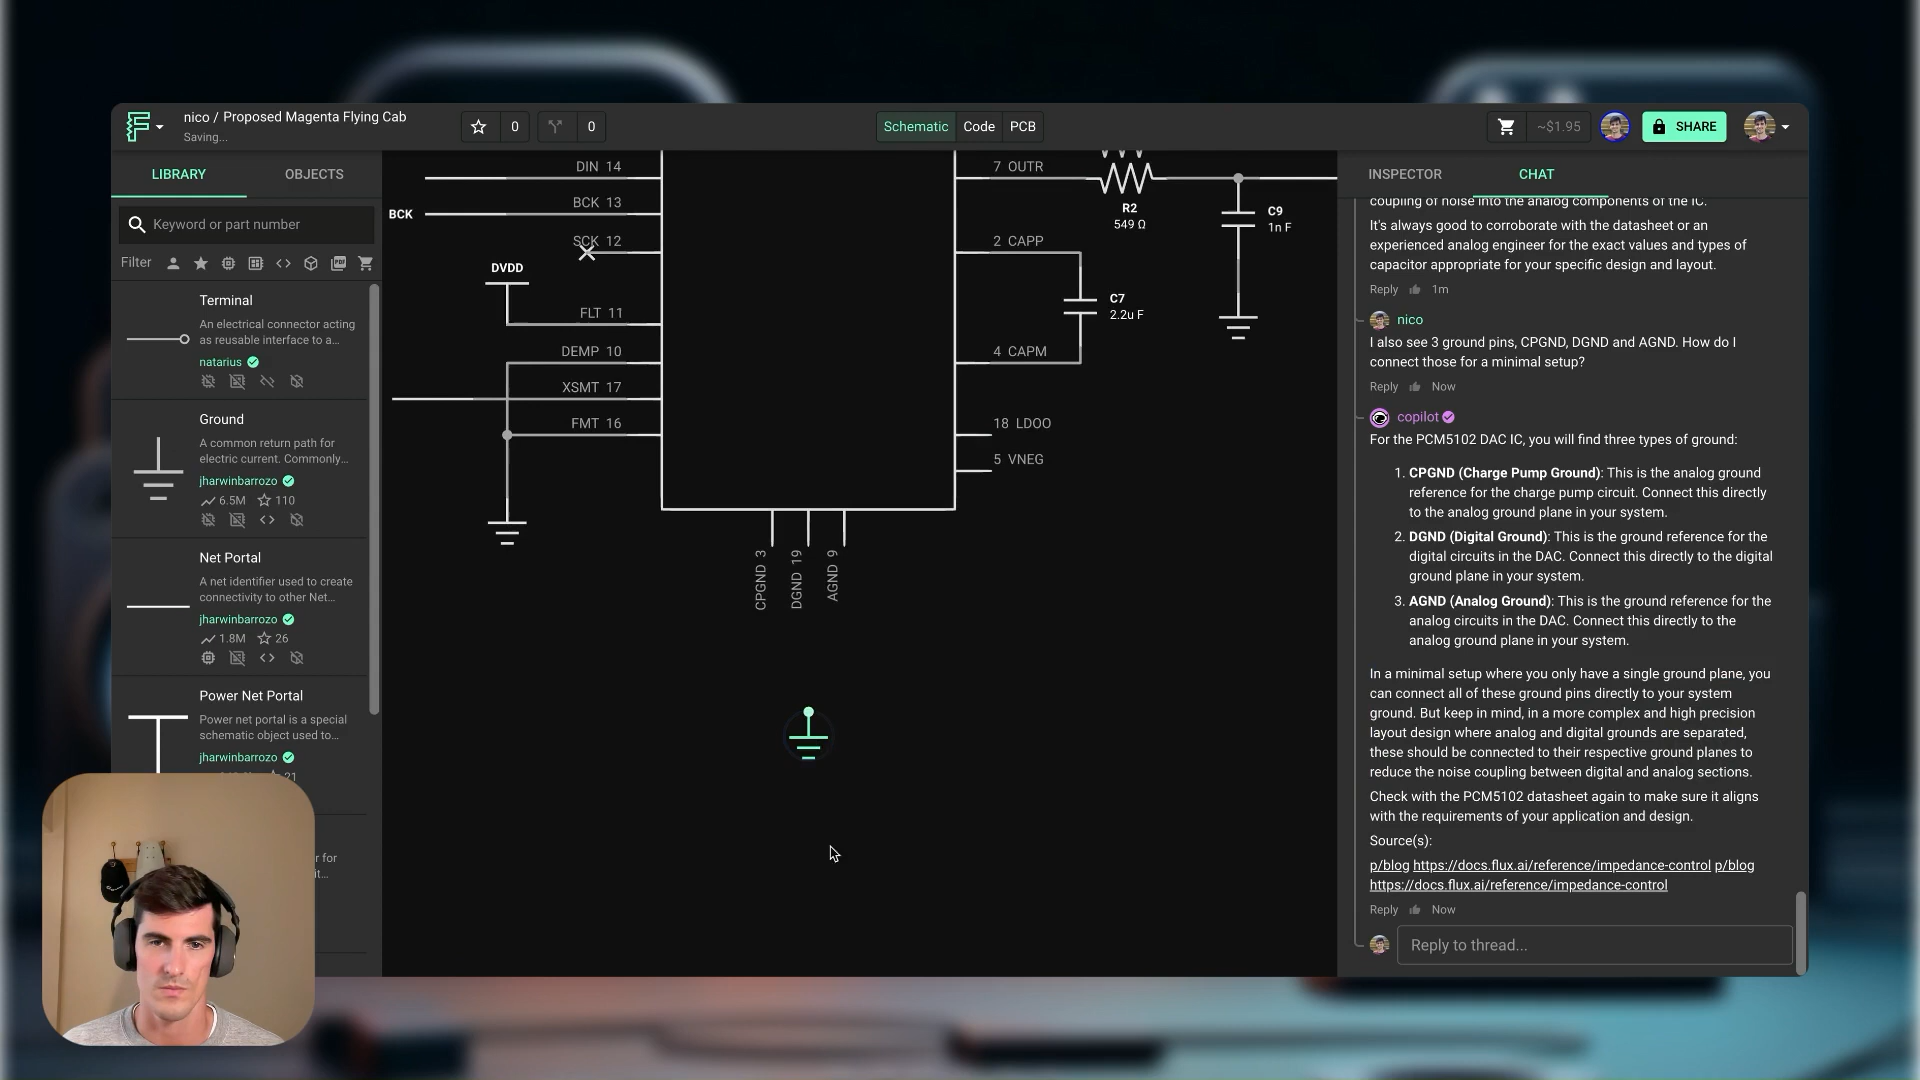 nico / Proposed Magenta Flying Cab
Saving...
0
0
Schematic
Code
PCB
~$1.95
SHARE
LIBRARY
OBJECTS
Keyword or part number
Filter
Terminal
An electrical connector acting
as reusable interface to a...
natarius
Ground
A common return path for
electric current. Commonly...
jharwinbarrozo
6.5M
110
Net Portal
A net identifier used to create
connectivity to other Net...
jharwinbarrozo
1.8M
26
Power Net Portal
Power net portal is a special
schematic object used to...
jharwinbarrozo
21
r for
it...
DIN 14
BCK 13
BCK
SCK 12
DVDD
FLT 11
DEMP 10
XSMT 17
FMT 16
7 OUTR
R2
549 Ω
C9
1n F
2 CAPP
C7
2.2u F
4 CAPM
18 LDOO
5 VNEG
CPGND 3
DGND 19
AGND 9
INSPECTOR
CHAT
coupling of noise into the analog components of the IC.
It's always good to corroborate with the datasheet or an
experienced analog engineer for the exact values and types of
capacitor appropriate for your specific design and layout.
Reply 1m
nico
I also see 3 ground pins, CPGND, DGND and AGND. How do I
connect those for a minimal setup?
Reply Now
copilot
For the PCM5102 DAC IC, you will find three types of ground:
1. CPGND (Charge Pump Ground): This is the analog ground
reference for the charge pump circuit. Connect this directly
to the analog ground plane in your system.
2. DGND (Digital Ground): This is the ground reference for the
digital circuits in the DAC. Connect this directly to the digital
ground plane in your system.
3. AGND (Analog Ground): This is the ground reference for the
analog circuits in the DAC. Connect this directly to the
analog ground plane in your system.
In a minimal setup where you only have a single ground plane, you
can connect all of these ground pins directly to your system
ground. But keep in mind, in a more complex and high precision
layout design where analog and digital grounds are separated,
these should be connected to their respective ground planes to
reduce the noise coupling between digital and analog sections.
Check with the PCM5102 datasheet again to make sure it aligns
with the requirements of your application and design.
Source(s):
p/blog https://docs.flux.ai/reference/impedance-control p/blog
https://docs.flux.ai/reference/impedance-control
Reply Now
Reply to thread...